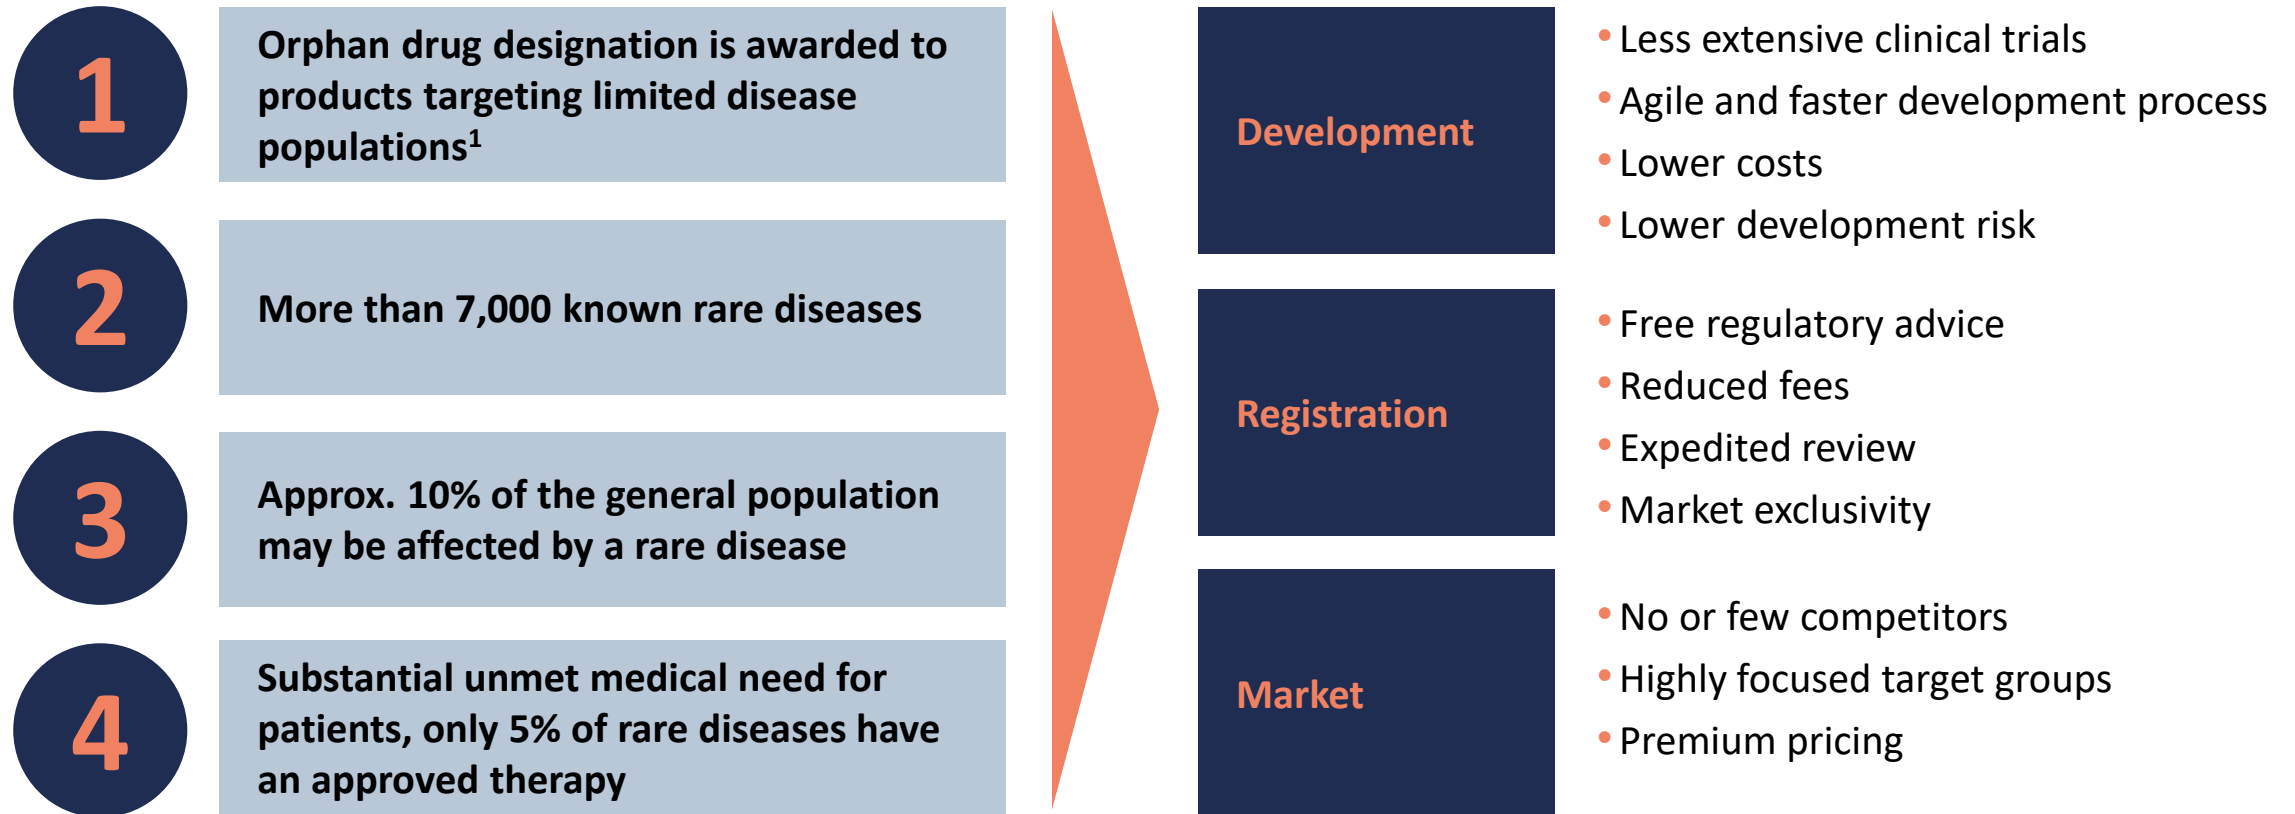 1
Orphan drug designation is awarded to
products targeting limited disease
populations¹
2
More than 7,000 known rare diseases
3
Approx. 10% of the general population
may be affected by a rare disease
4
Substantial unmet medical need for
patients, only 5% of rare diseases have
an approved therapy
Development
• Less extensive clinical trials
• Agile and faster development process
• Lower costs
• Lower development risk
Registration
• Free regulatory advice
• Reduced fees
• Expedited review
• Market exclusivity
Market
• No or few competitors
• Highly focused target groups
• Premium pricing